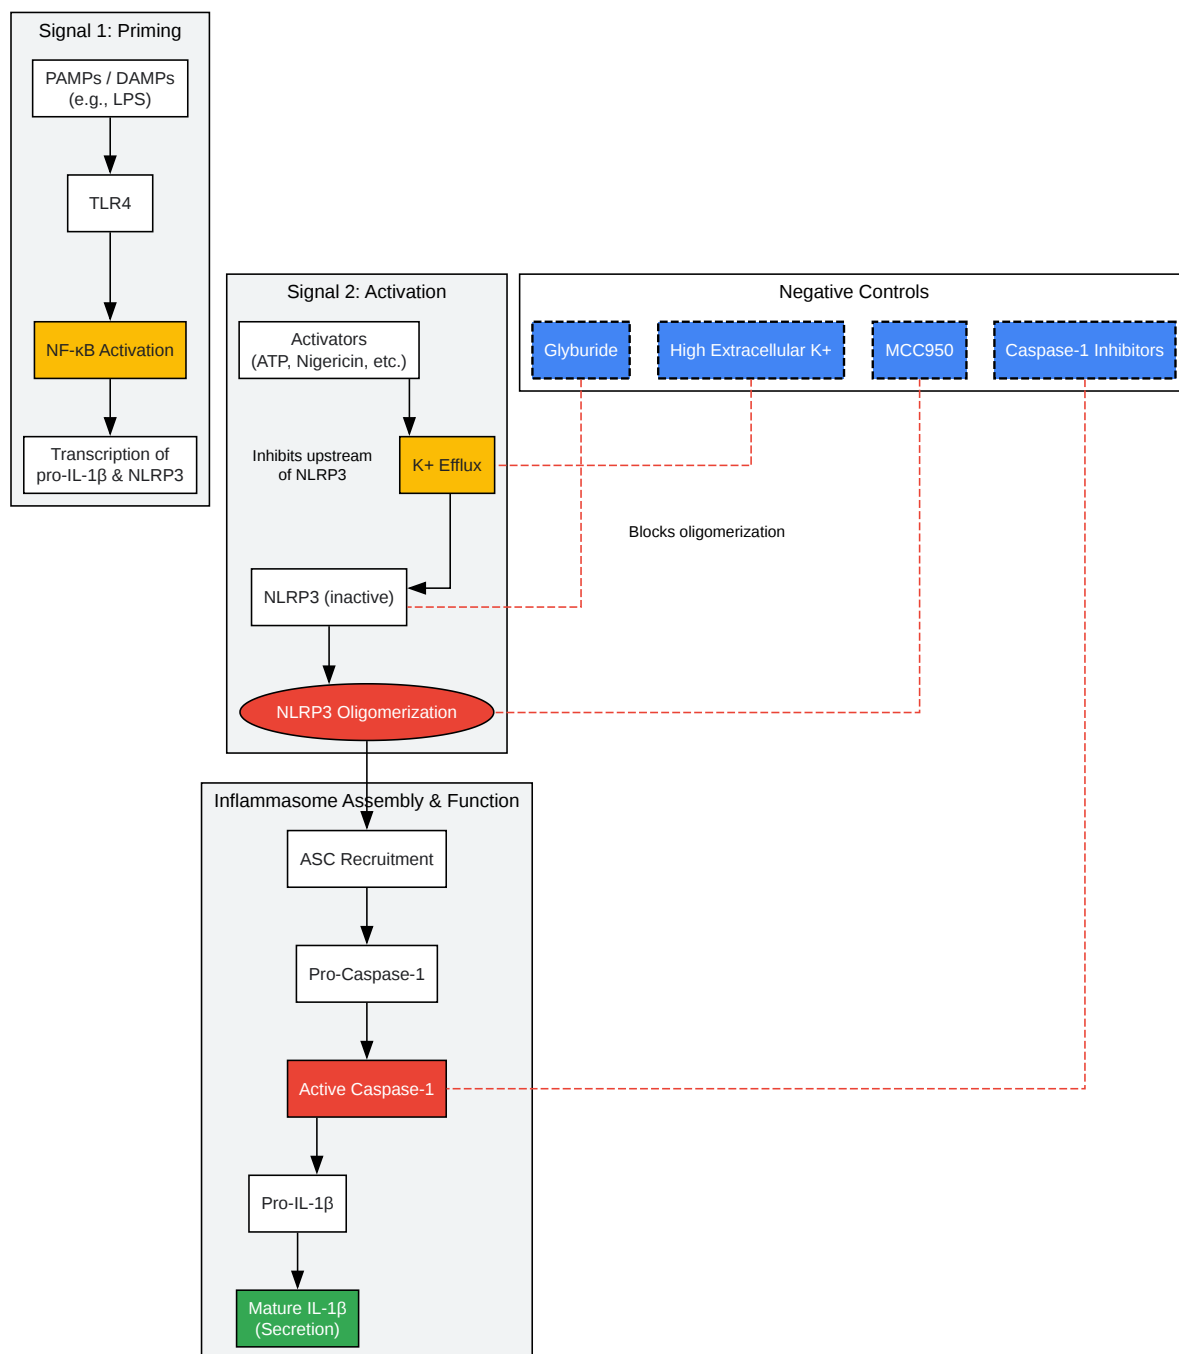 Signal 1: Priming
PAMPs / DAMPs
(e.g., LPS)
TLR4
NF-κB Activation
Transcription of
pro-IL-1β & NLRP3
Signal 2: Activation
Activators
(ATP, Nigericin, etc.)
K+ Efflux
Inhibits upstream
of NLRP3
NLRP3 (inactive)
NLRP3 Oligomerization
Negative Controls
Glyburide
High Extracellular K+
MCC950
Caspase-1 Inhibitors
Blocks oligomerization
Inflammasome Assembly & Function
ASC Recruitment
Pro-Caspase-1
Active Caspase-1
Pro-IL-1β
Mature IL-1β
(Secretion)